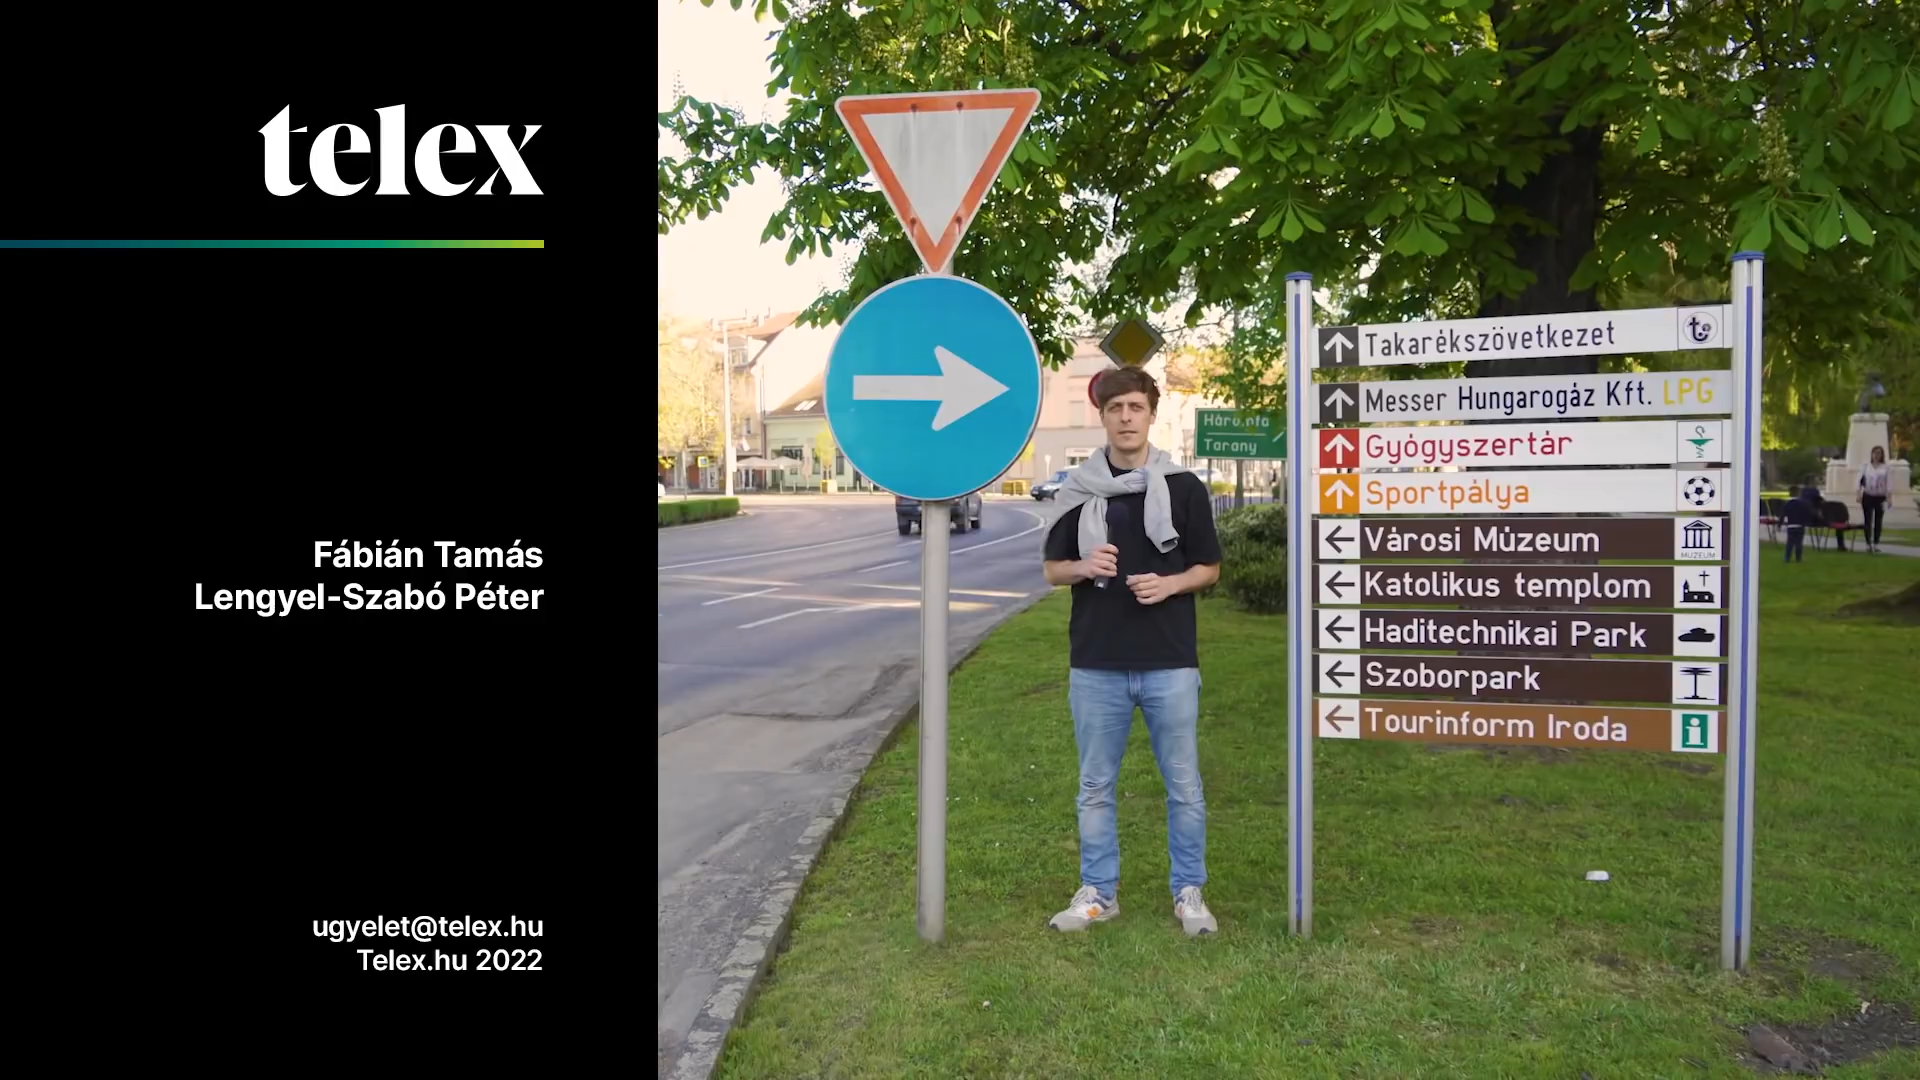 telex
Fábián Tamás
Lengyel-Szabó Péter
ugyelet@telex.hu
Telex.hu 2022
Tarany
Takarékszövetkezet
Messer Hungarogáz Kft. LPG
Gyógyszertár
Sportpálya
Városi Múzeum
MÚZEUM
Katolikus templom
Haditechnikai Park
Szoborpark
Tourinform Iroda
i